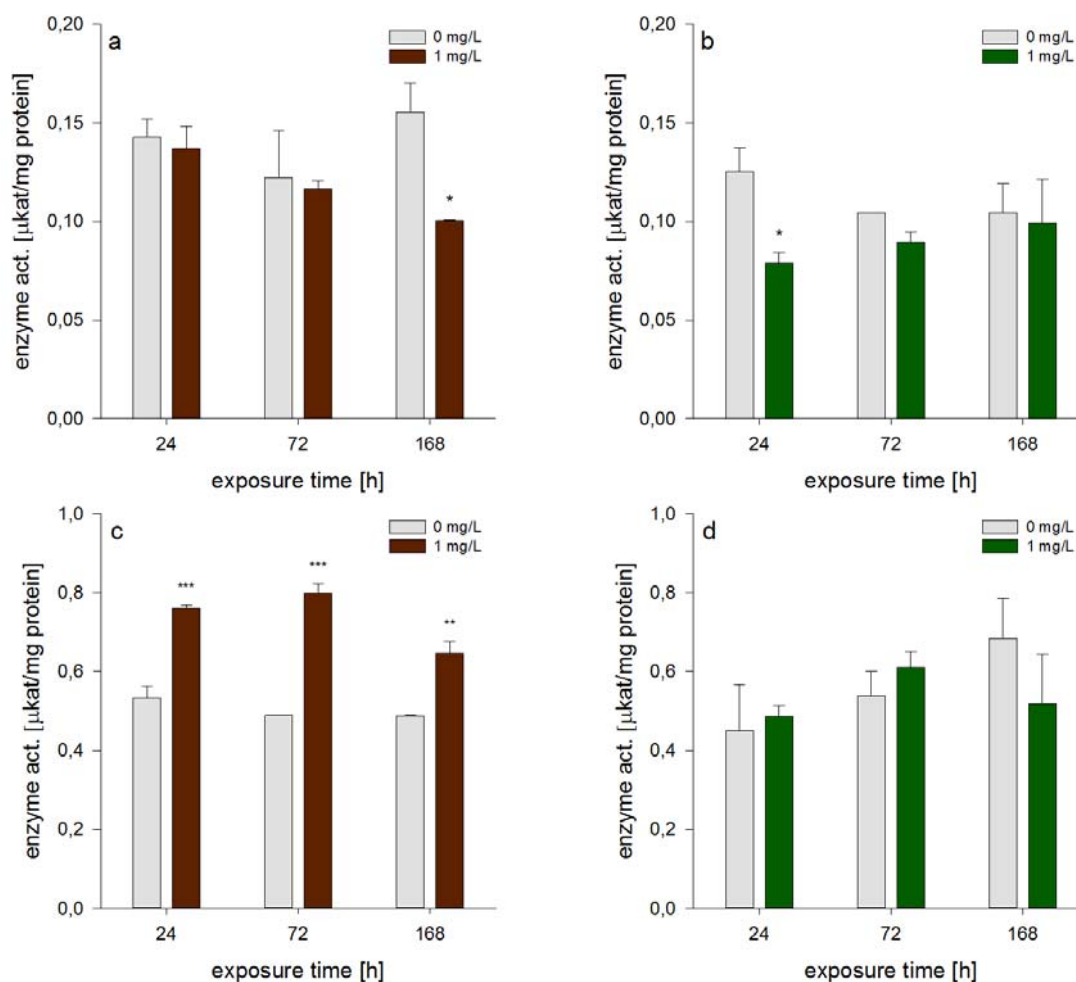 a
0 mg/L
1 mg/L
enzyme act. [µkat/mg protein]
0,20
0,15
0,10
0,05
0,00
*
24
72
168
exposure time [h]
b
0 mg/L
1 mg/L
enzyme act. [µkat/mg protein]
0,20
0,15
0,10
0,05
0,00
*
24
72
168
exposure time [h]
c
0 mg/L
1 mg/L
enzyme act. [µkat/mg protein]
1,0
0,8
0,6
0,4
0,2
0,0
***
***
**
24
72
168
exposure time [h]
d
0 mg/L
1 mg/L
enzyme act. [µkat/mg protein]
1,0
0,8
0,6
0,4
0,2
0,0
24
72
168
exposure time [h]